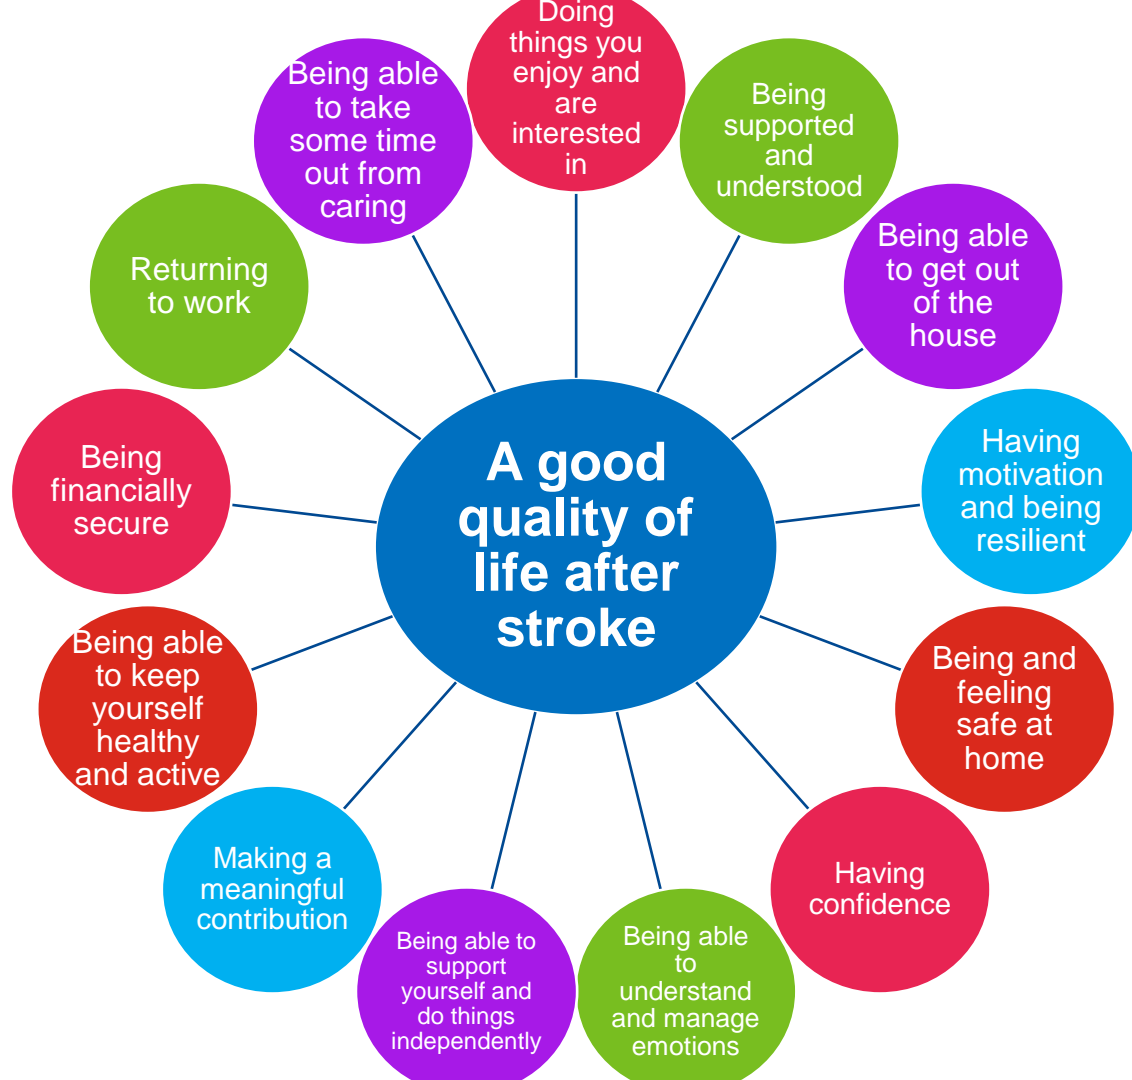 Doing
things you
enjoy and
are
interested
in
Being
supported
and
understood
Being able
to get out
of the
house
Having
motivation
and being
resilient
Being and
feeling
safe at
home
Having
confidence
Being able
to
understand
and manage
emotions
Being able to
support
yourself and
do things
independently
Making a
meaningful
contribution
Being able
to keep
yourself
healthy
and active
Being
financially
secure
Returning
to work
Being able
to take
some time
out from
caring
A good
quality of
life after
stroke